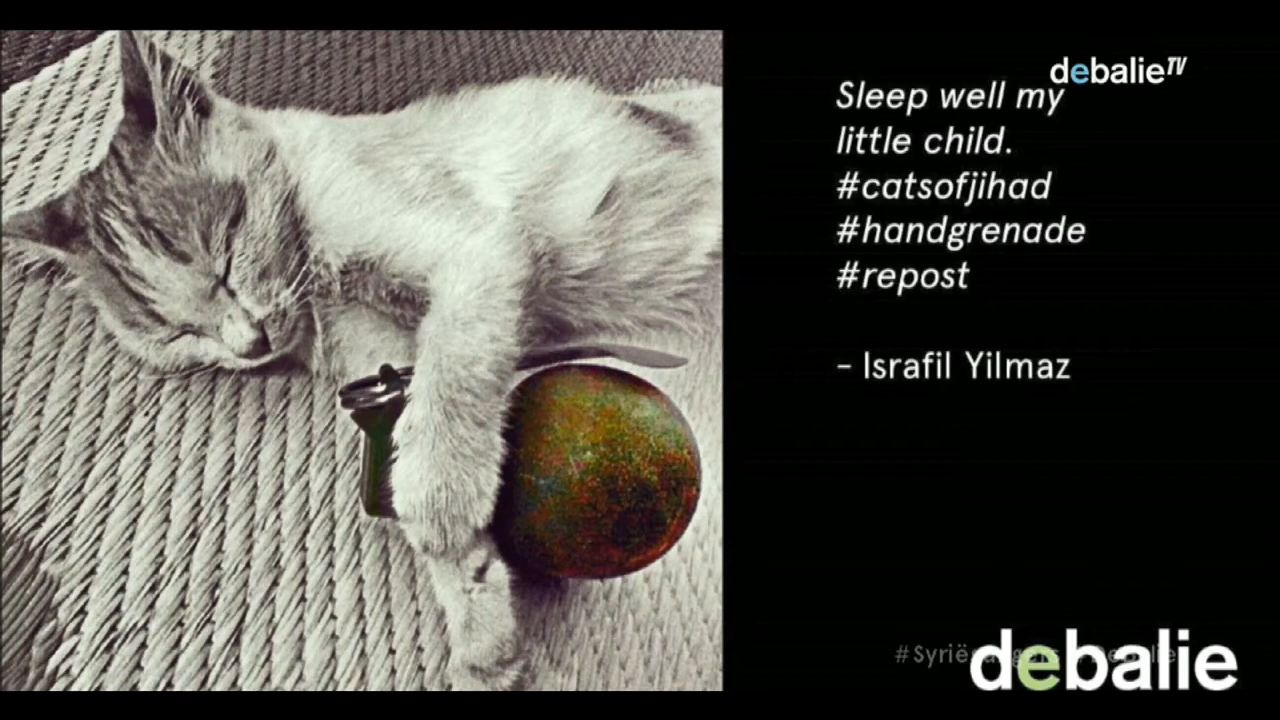 debalieTV
Sleep well my
little child.
#catsofjihad
#handgrenade
#repost
- Israfil Yilmaz
debalie